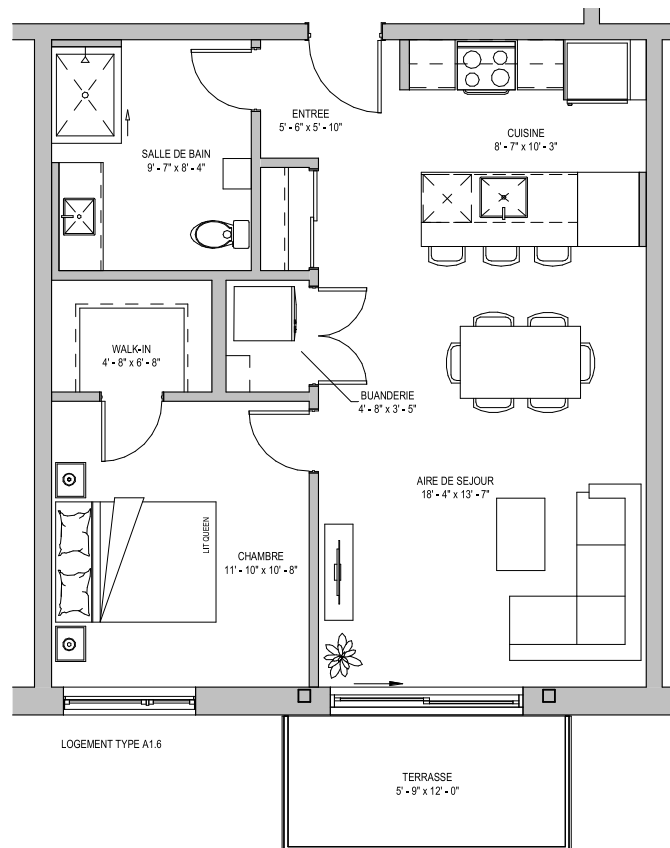 ENTREE
5' - 6" x 5' - 10"
CUISINE
8' - 7" x 10' - 3"
SALLE DE BAIN
9' - 7" x 8' - 4"
WALK-IN
4' - 8" x 6' - 8"
BUANDERIE
4' - 8" x 3' - 5"
AIRE DE SEJOUR
18' - 4" x 13' - 7"
LIT QUEEN
CHAMBRE
11' - 10" x 10' - 8"
LOGEMENT TYPE A1.6
TERRASSE
5' - 9" x 12' - 0"